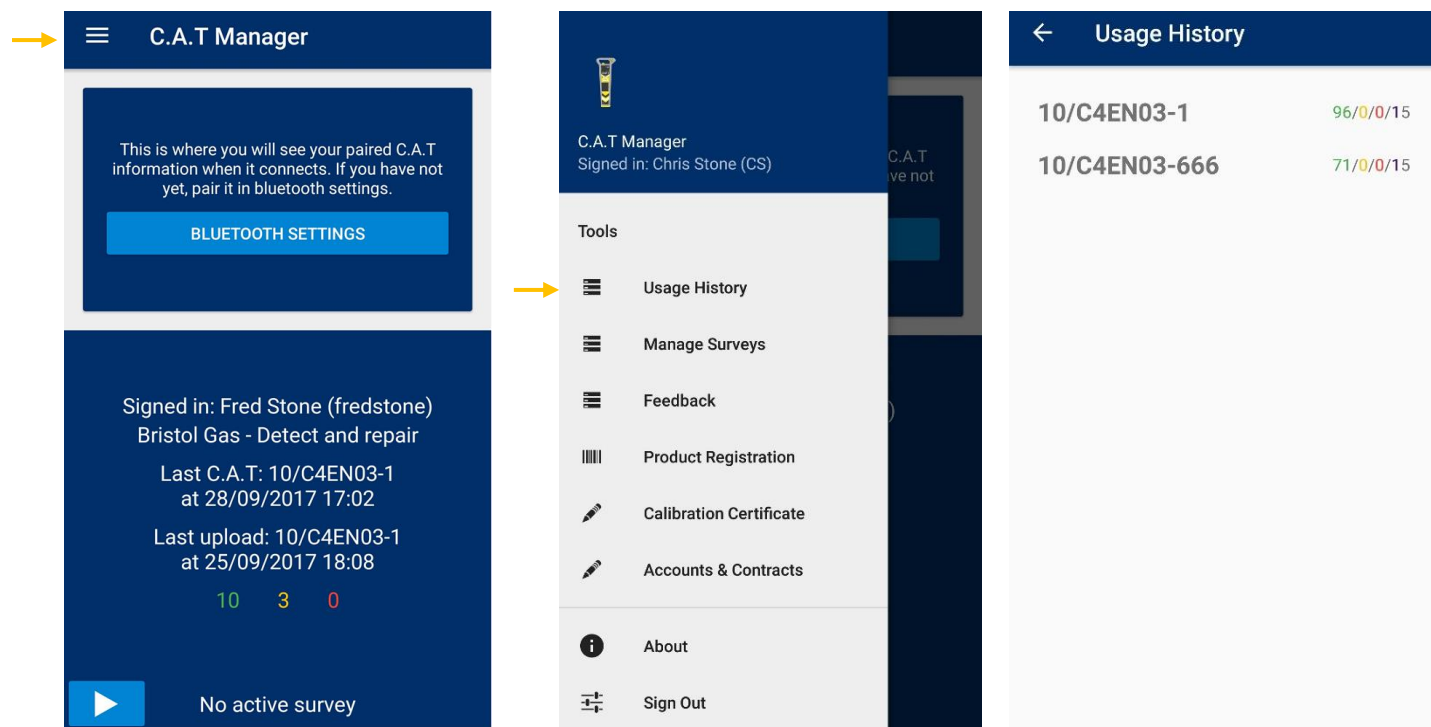 C.A.T Manager
This is where you will see your paired C.A.T
information when it connects. If you have not
yet, pair it in bluetooth settings.
BLUETOOTH SETTINGS
Signed in: Fred Stone (fredstone)
Bristol Gas - Detect and repair
Last C.A.T: 10/C4EN03-1
at 28/09/2017 17:02
Last upload: 10/C4EN03-1
at 25/09/2017 18:08
10 3 0
No active survey
C.A.T Manager
Signed in: Chris Stone (CS)
C.A.T
ve not
)
Tools
Usage History
Manage Surveys
Feedback
Product Registration
Calibration Certificate
Accounts & Contracts
About
Sign Out
Usage History
10/C4EN03-1 96/0/0/15
10/C4EN03-666 71/0/0/15